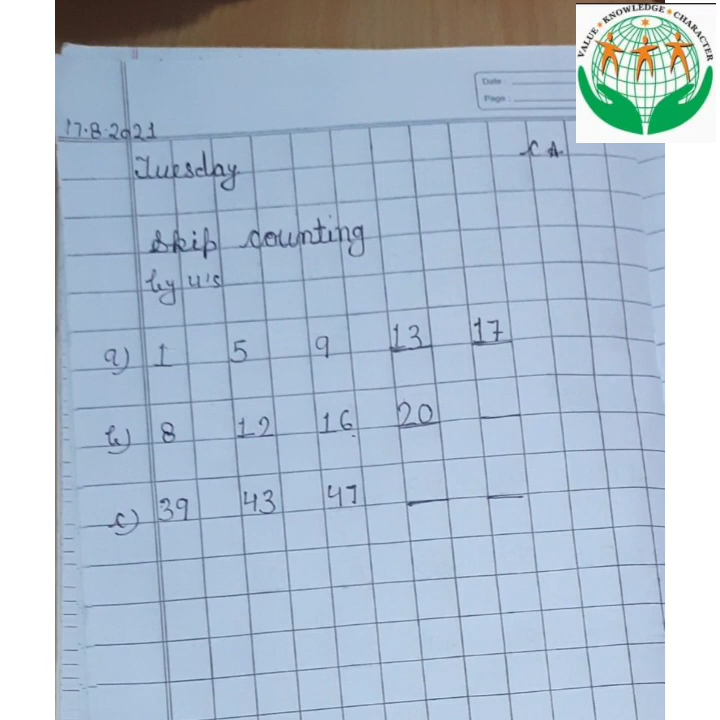 VALUE ★ KNOWLEDGE ★ CHARACTER
Date :
Page :
17.8.2021
Tuesday
Skip counting
by 4's
a) 1 5 9 13 17
b) 8 12 16 20
c) 39 43 47